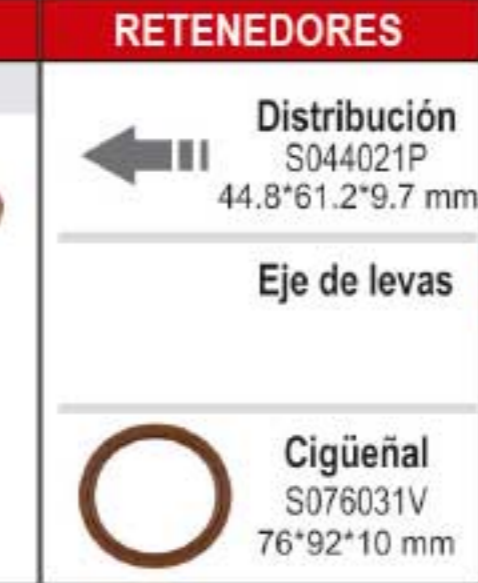 RETENEDORES
Distribución
S044021P
44.8*61.2*9.7 mm
Eje de levas
Cigüeñal
S076031V
76*92*10 mm